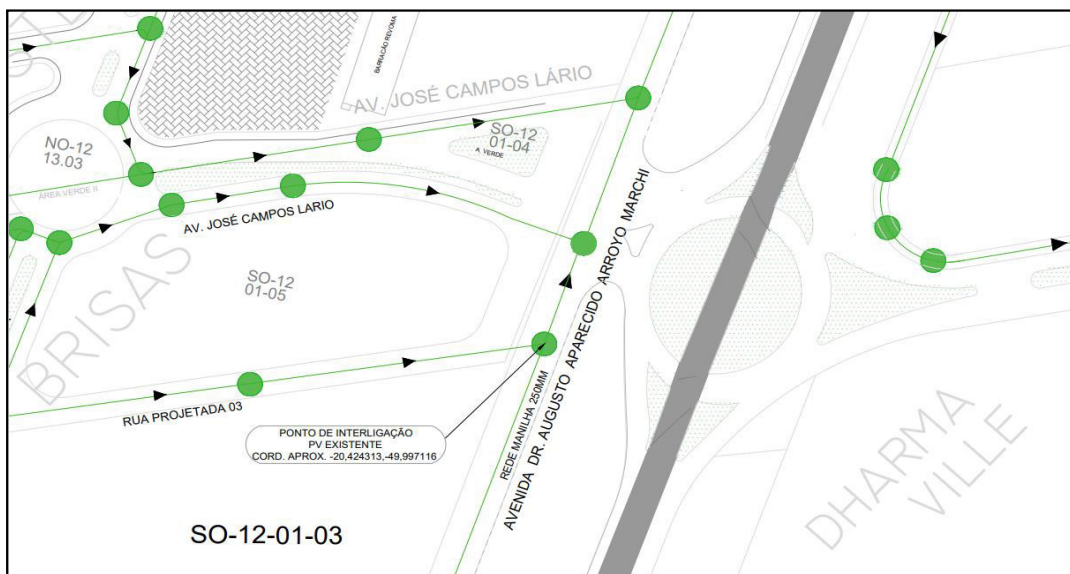 BARRACÃO REVOMA
AV. JOSÉ CAMPOS LÁRIO
SO-12
01-04
A. VERDE
NO-12
13.03
ÁREA VERDE II
AV. JOSÉ CAMPOS LARIO
SO-12
01-05
BRISAS
RUA PROJETADA 03
PONTO DE INTERLIGAÇÃO
PV EXISTENTE
CORD. APROX. -20,424313,-49,997116
REDE MANILHA 250MM
AVENIDA DR. AUGUSTO APARECIDO ARROYO MARCHI
DHARMA
VILLE
SO-12-01-03